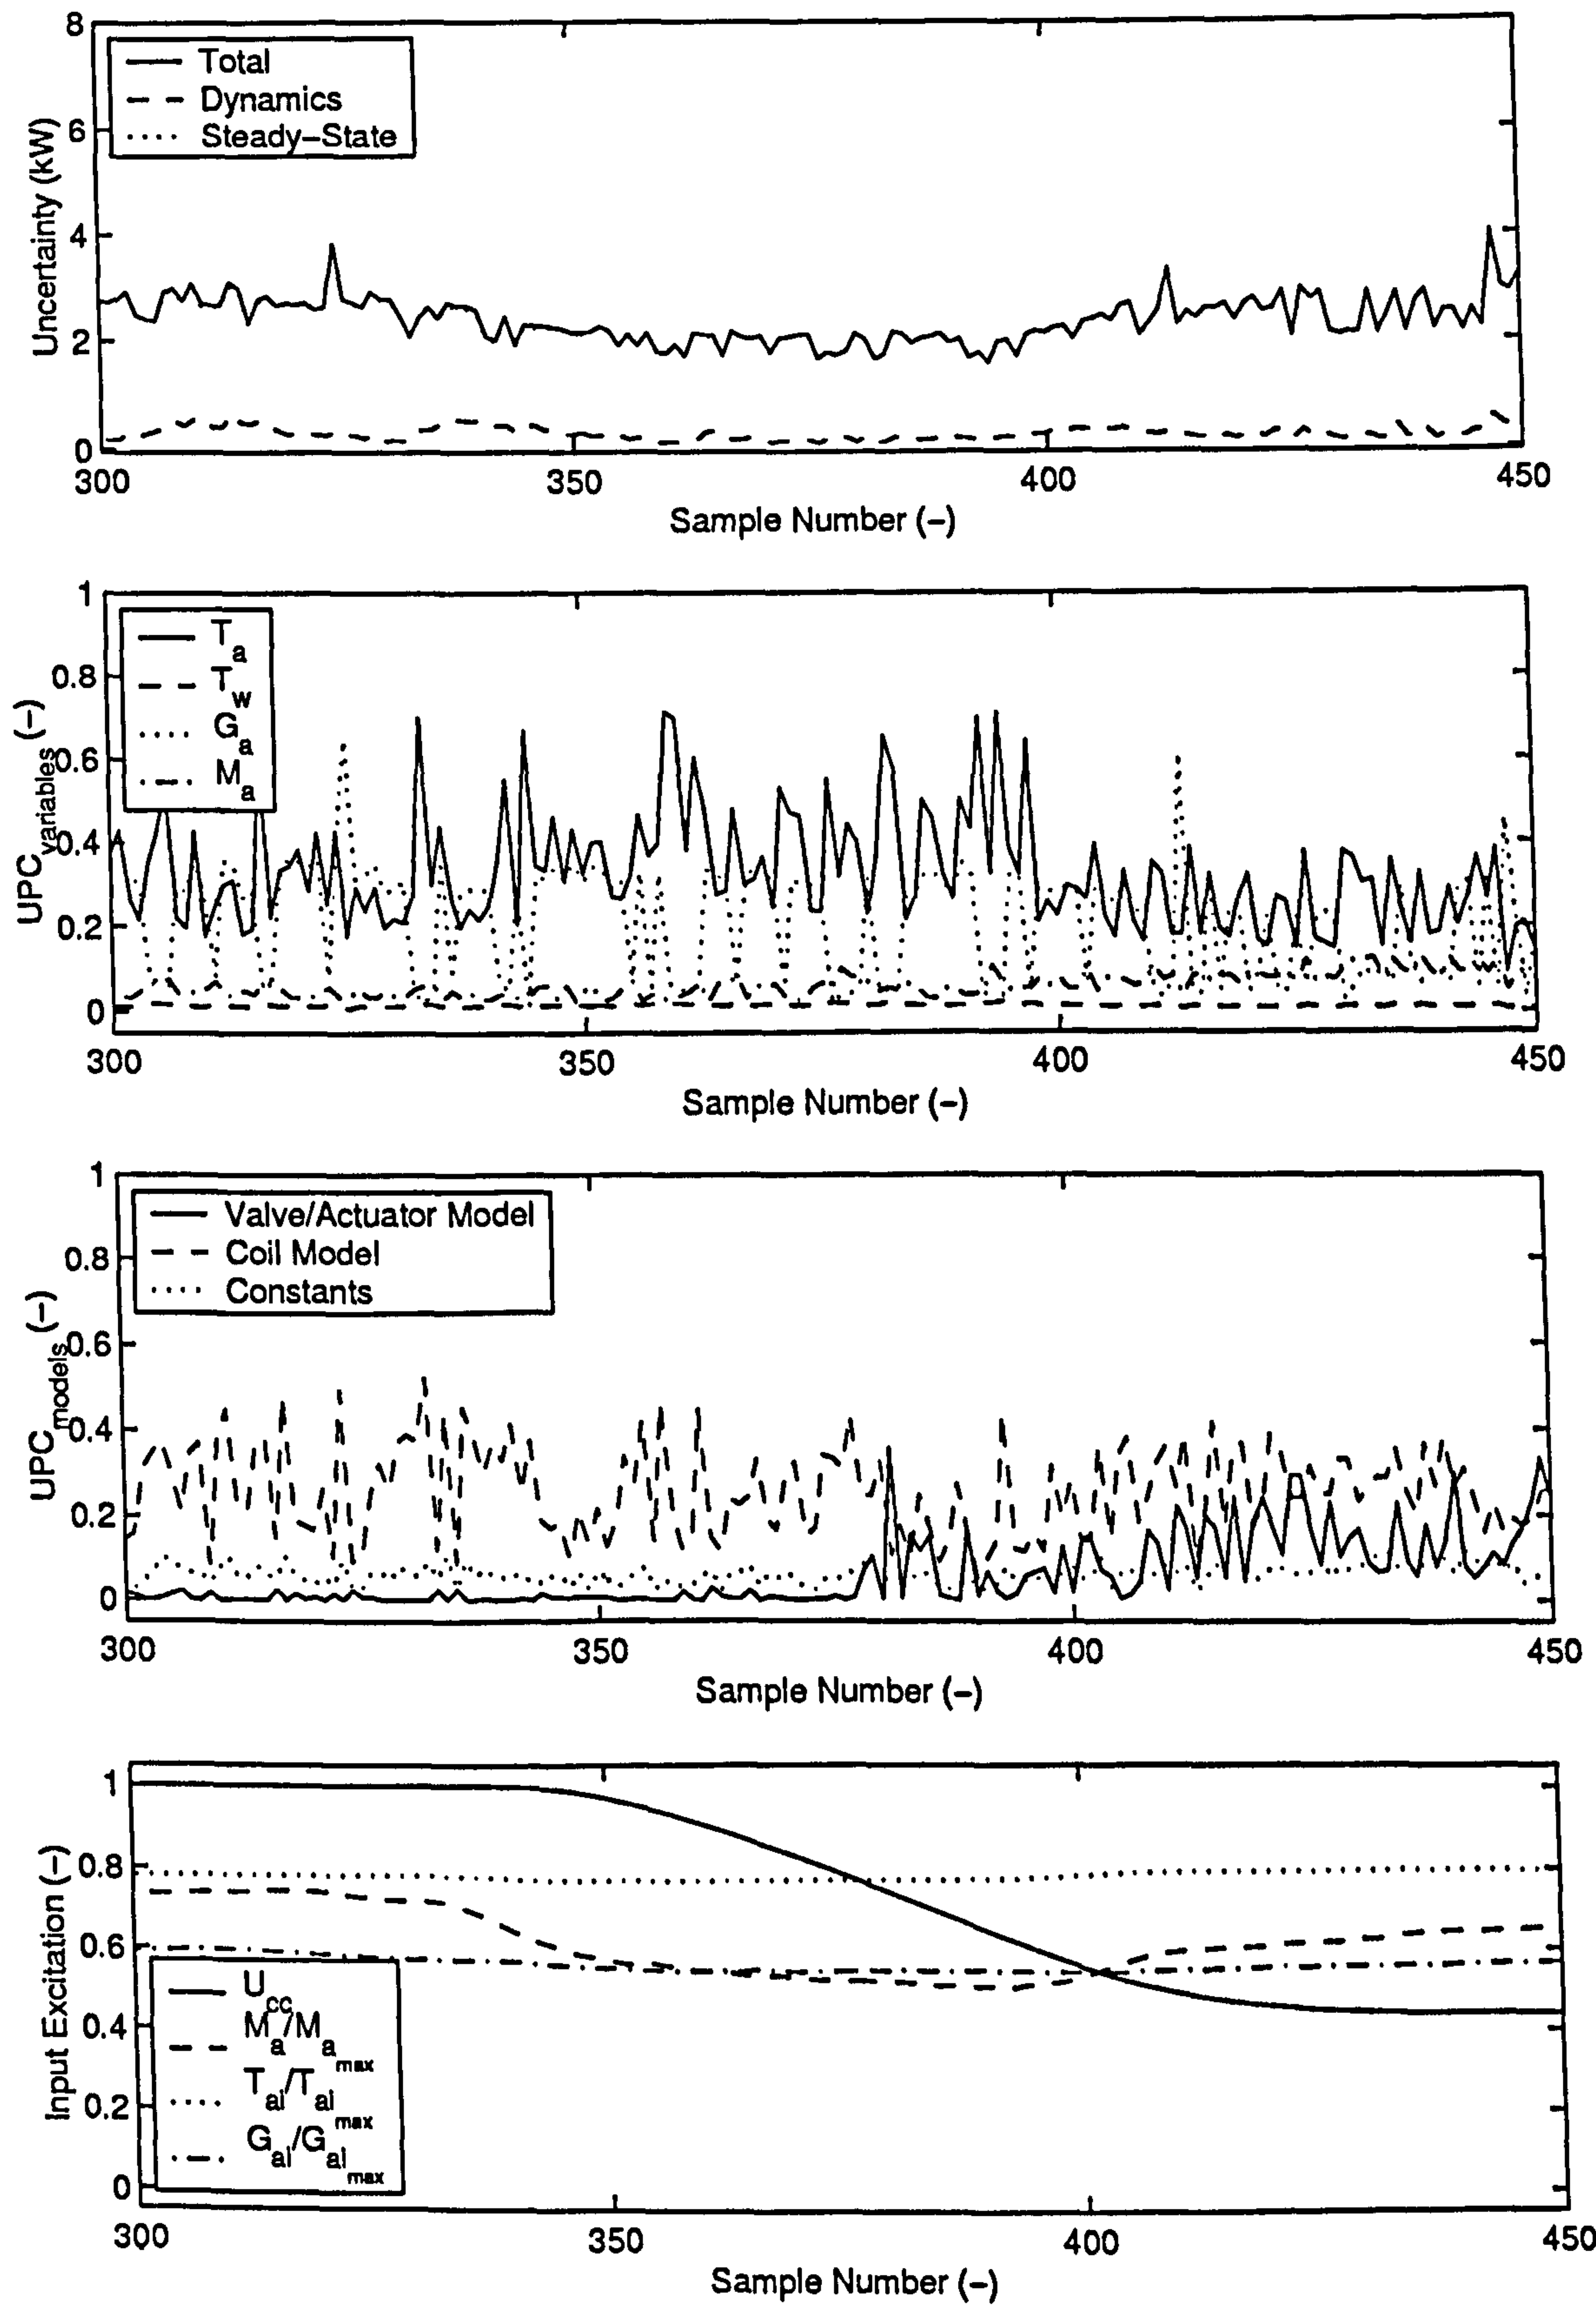 8
6
4
2
0
Uncertainty (kW)
Total
Dynamics
Steady–State
300 350 400 450
Sample Number (–)
1
0.8
0.6
0.4
0.2
0
UPC variables (–)
T a
T w
G a
M a
300 350 400 450
Sample Number (–)
1
0.8
0.6
0.4
0.2
0
UPC models (–)
Valve/Actuator Model
Coil Model
Constants
300 350 400 450
Sample Number (–)
1
0.8
0.6
0.4
0.2
0
Input Excitation (–)
U cc
M a/M a max
T ai/T ai max
G ai/G ai max
300 350 400 450
Sample Number (–)